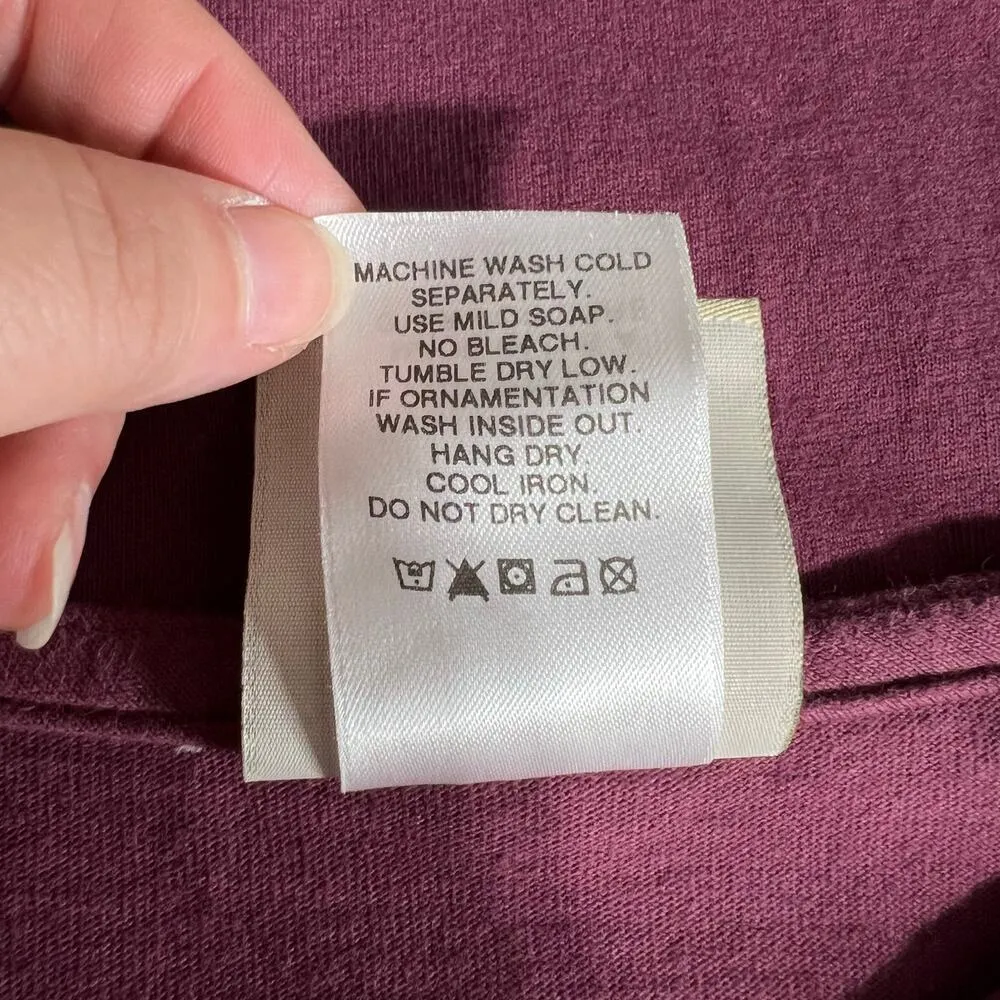 MACHINE WASH COLD
SEPARATELY.
USE MILD SOAP.
NO BLEACH.
TUMBLE DRY LOW.
IF ORNAMENTATION
WASH INSIDE OUT.
HANG DRY.
COOL IRON
DO NOT DRY CLEAN.